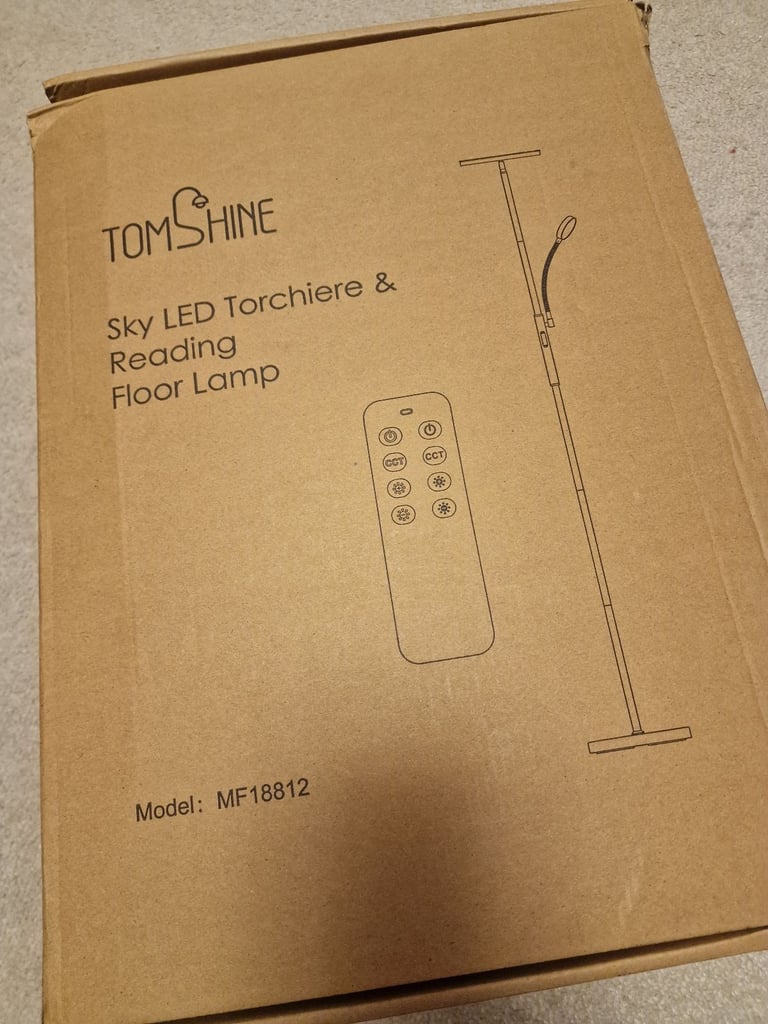 TOMSHINE
Sky LED Torchiere &
Reading
Floor Lamp
CCT CCT
Model: MF18812